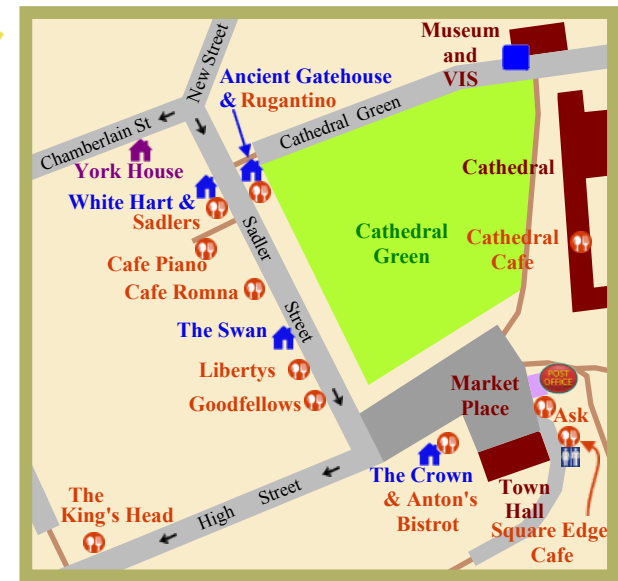 Museum
and
VIS
New Street
Ancient Gatehouse
& Rugantino
Cathedral Green
Chamberlain St
York House
White Hart &
Sadlers
Cathedral
Sadler
Street
Cathedral
Green
Cathedral
Cafe
Cafe Piano
Cafe Romna
The Swan
Libertys
Goodfellows
Market
Place
POST
OFFICE
Ask
The Crown
& Anton's
Bistrot
Town
Hall
Square Edge
Cafe
The
King's Head
High Street